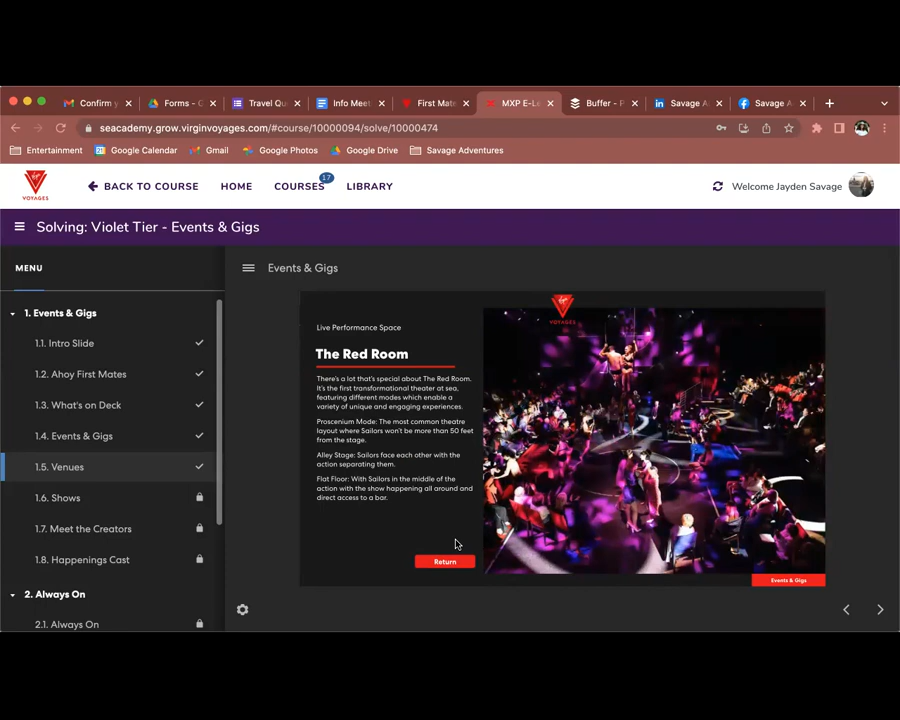 Confirm y
Forms - G
Travel Qu
Info Meet
First Mate
MXP E-Le
Buffer - P
Savage A
Savage A
seacademy.grow.virginvoyages.com/#course/10000094/solve/10000474
Entertainment
Google Calendar
Gmail
Google Photos
Google Drive
Savage Adventures
VOYAGES
BACK TO COURSE
HOME
COURSES
17
LIBRARY
Welcome Jayden Savage
Solving: Violet Tier - Events & Gigs
MENU
Events & Gigs
1. Events & Gigs
1.1. Intro Slide
1.2. Ahoy First Mates
1.3. What's on Deck
1.4. Events & Gigs
1.5. Venues
1.6. Shows
1.7. Meet the Creators
1.8. Happenings Cast
2. Always On
2.1. Always On
VOYAGES
Live Performance Space
The Red Room
There's a lot that's special about The Red Room.
It's the first transformational theater at sea,
featuring different modes which enable a
variety of unique and engaging experiences.
Proscenium Mode: The most common theatre
layout where Sailors won't be more than 50 feet
from the stage.
Alley Stage: Sailors face each other with the
action separating them.
Flat Floor: With Sailors in the middle of the
action with the show happening all around and
direct access to a bar.
Return
Events & Gigs